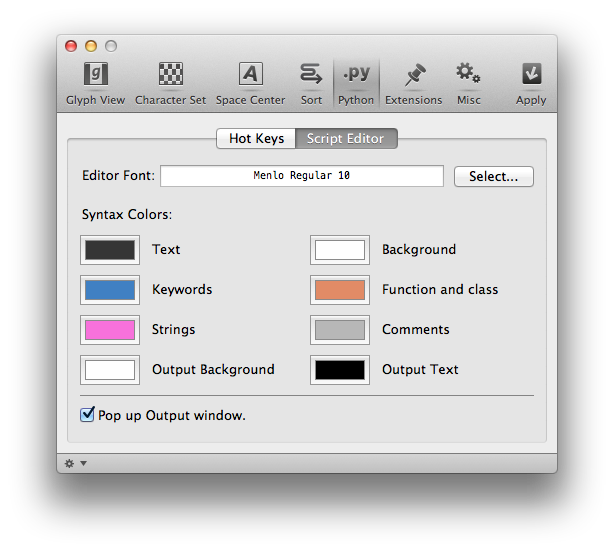 g A .py
Glyph View Character Set Space Center Sort Python Extensions Misc Apply
Hot Keys Script Editor
Editor Font: Menlo Regular 10 Select...
Syntax Colors:
Text Background
Keywords Function and class
Strings Comments
Output Background Output Text
Pop up Output window.